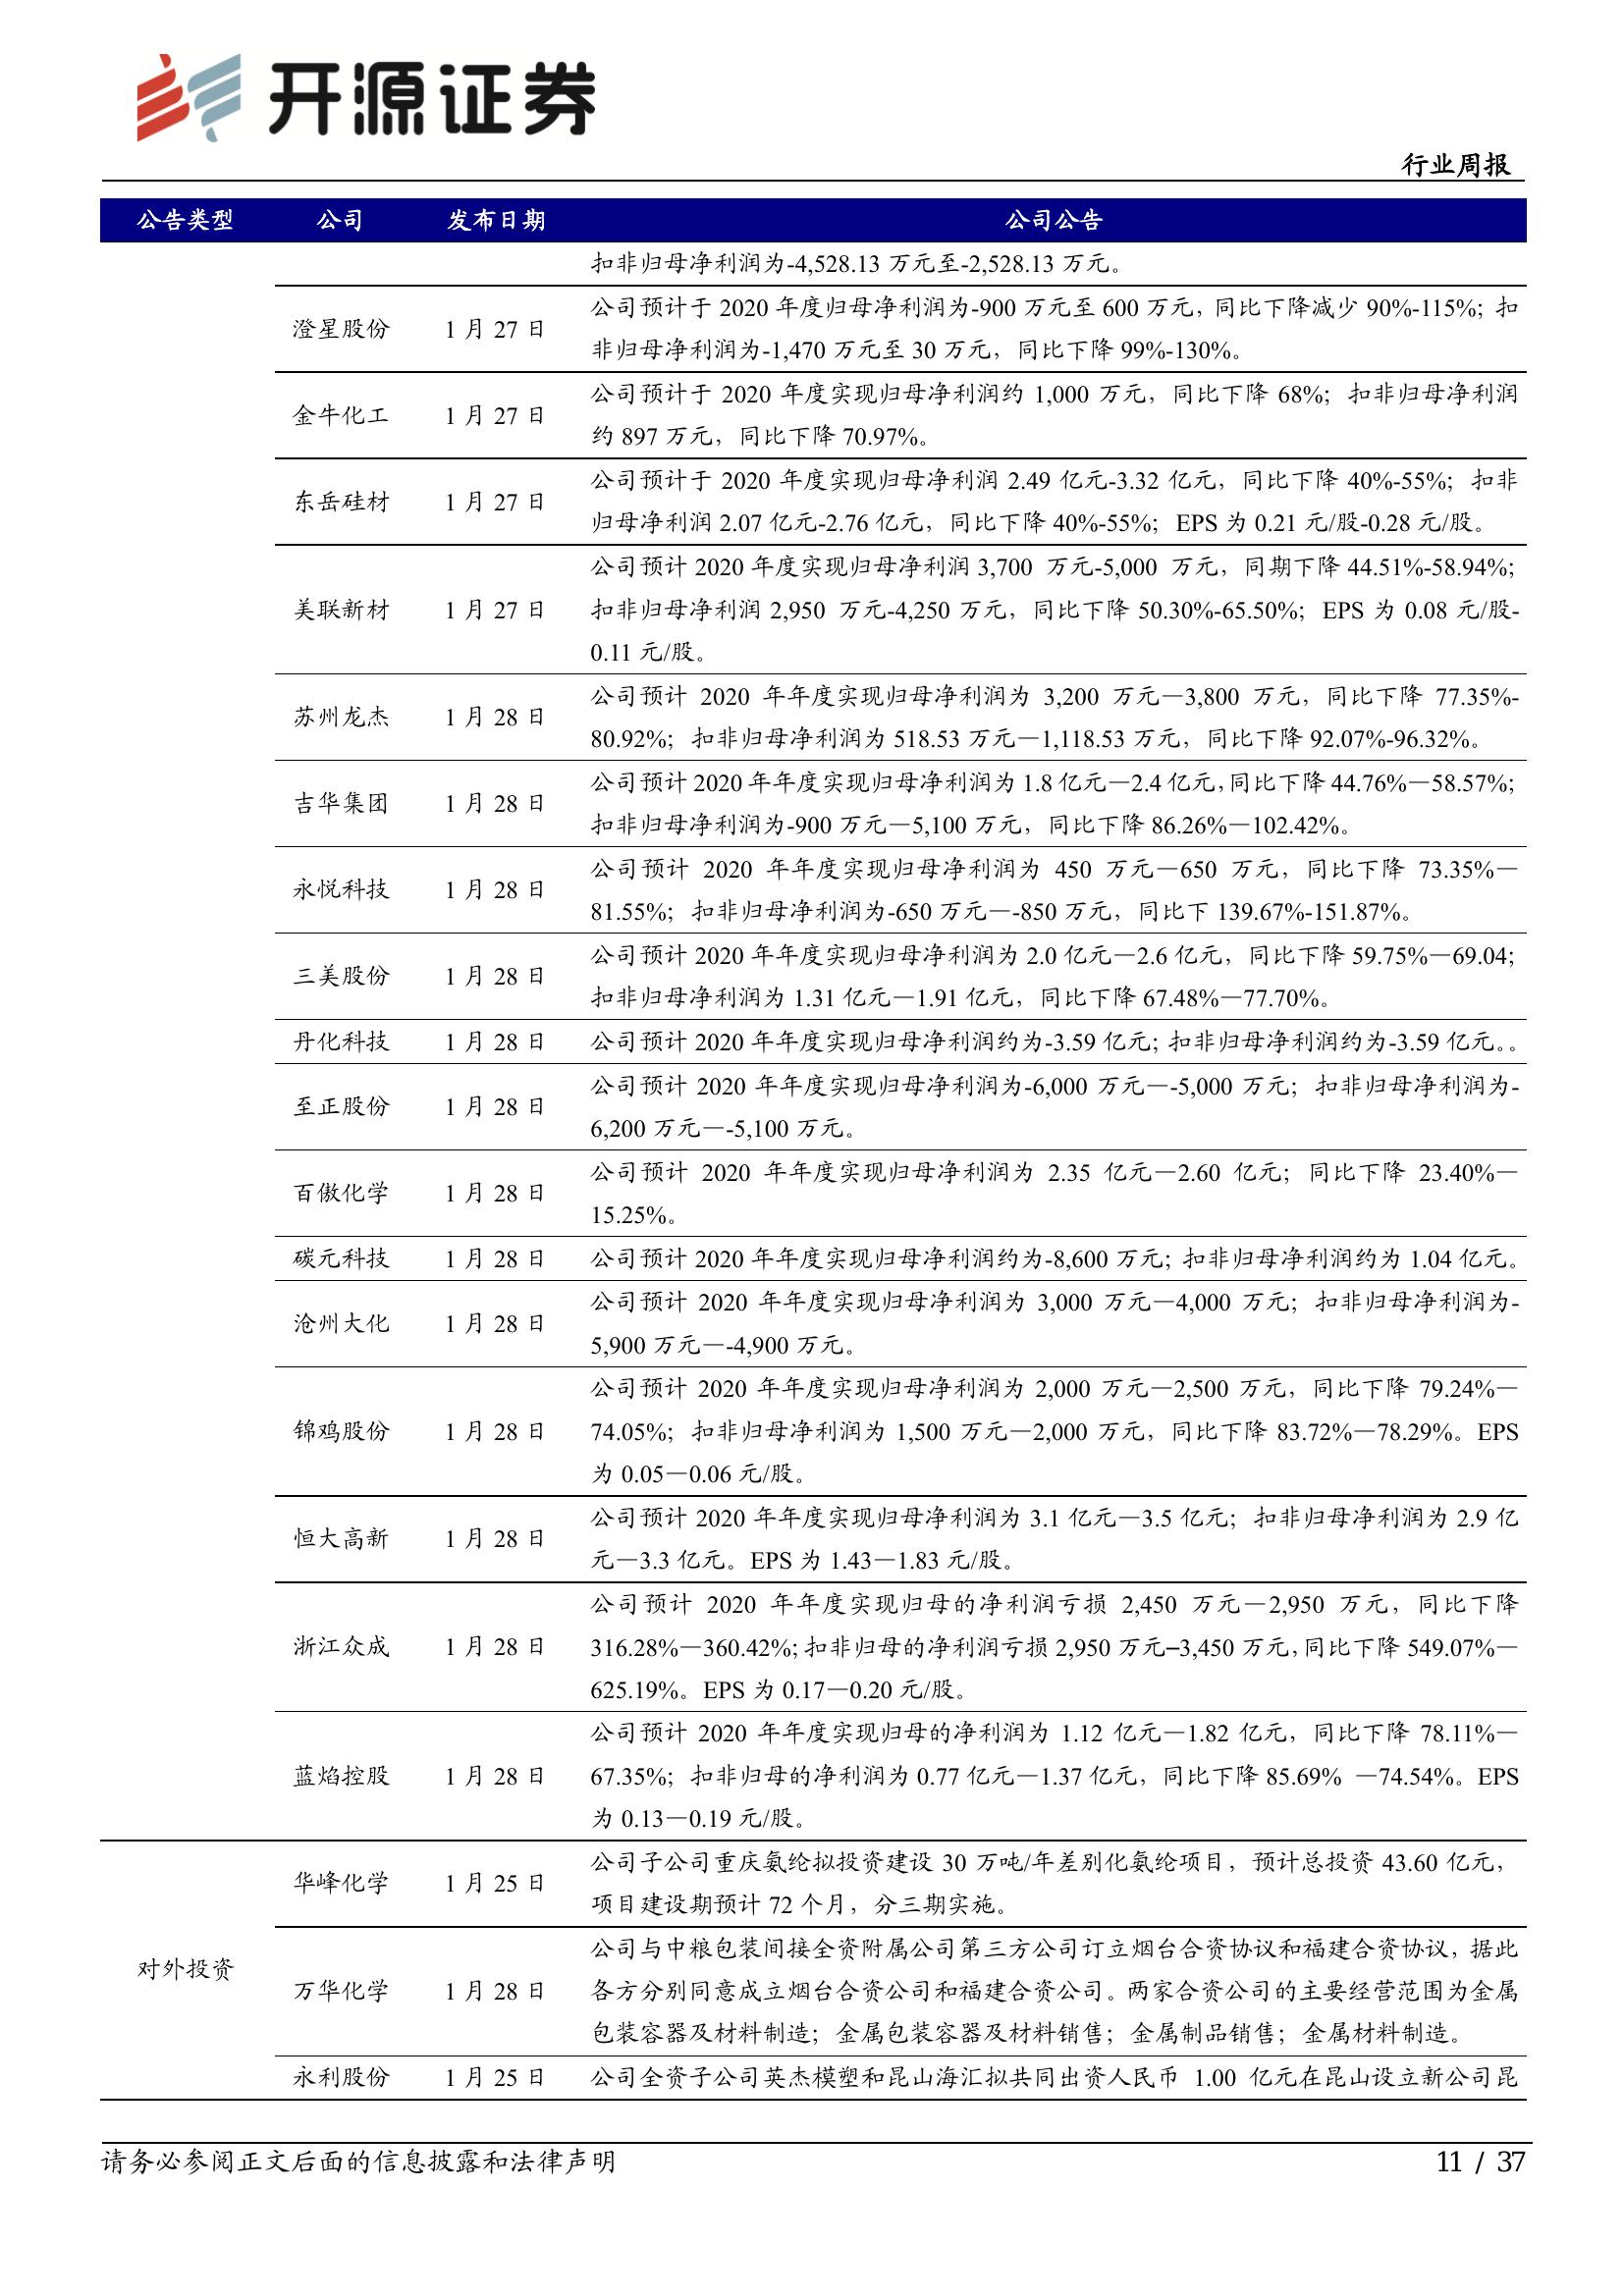 开源证券
行业周报
公告类型 公司 发布日期 公司公告
扣非归母净利润为-4,528.13 万元至-2,528.13 万元。
澄星股份 1 月 27 日 公司预计于 2020 年度归母净利润为-900 万元至 600 万元，同比下降减少 90%-115%；扣
非归母净利润为-1,470 万元至 30 万元，同比下降 99%-130%。
金牛化工 1 月 27 日 公司预计于 2020 年度实现归母净利润约 1,000 万元，同比下降 68%；扣非归母净利润
约 897 万元，同比下降 70.97%。
东岳硅材 1 月 27 日 公司预计于 2020 年度实现归母净利润 2.49 亿元-3.32 亿元，同比下降 40%-55%；扣非
归母净利润 2.07 亿元-2.76 亿元，同比下降 40%-55%；EPS 为 0.21 元/股-0.28 元/股。
美联新材 1 月 27 日 公司预计 2020 年度实现归母净利润 3,700 万元-5,000 万元，同期下降 44.51%-58.94%；
扣非归母净利润 2,950 万元-4,250 万元，同比下降 50.30%-65.50%；EPS 为 0.08 元/股-
0.11 元/股。
苏州龙杰 1 月 28 日 公司预计 2020 年年度实现归母净利润为 3,200 万元—3,800 万元，同比下降 77.35%-
80.92%；扣非归母净利润为 518.53 万元—1,118.53 万元，同比下降 92.07%-96.32%。
吉华集团 1 月 28 日 公司预计 2020 年年度实现归母净利润为 1.8 亿元—2.4 亿元，同比下降 44.76%—58.57%；
扣非归母净利润为-900 万元—5,100 万元，同比下降 86.26%—102.42%。
永悦科技 1 月 28 日 公司预计 2020 年年度实现归母净利润为 450 万元—650 万元，同比下降 73.35%—
81.55%；扣非归母净利润为-650 万元—-850 万元，同比下 139.67%-151.87%。
三美股份 1 月 28 日 公司预计 2020 年年度实现归母净利润为 2.0 亿元—2.6 亿元，同比下降 59.75%—69.04；
扣非归母净利润为 1.31 亿元—1.91 亿元，同比下降 67.48%—77.70%。
丹化科技 1 月 28 日 公司预计 2020 年年度实现归母净利润约为-3.59 亿元；扣非归母净利润约为-3.59 亿元。。
至正股份 1 月 28 日 公司预计 2020 年年度实现归母净利润为-6,000 万元—-5,000 万元；扣非归母净利润为-
6,200 万元—-5,100 万元。
百傲化学 1 月 28 日 公司预计 2020 年年度实现归母净利润为 2.35 亿元—2.60 亿元；同比下降 23.40%—
15.25%。
碳元科技 1 月 28 日 公司预计 2020 年年度实现归母净利润约为-8,600 万元；扣非归母净利润约为 1.04 亿元。
沧州大化 1 月 28 日 公司预计 2020 年年度实现归母净利润为 3,000 万元—4,000 万元；扣非归母净利润为-
5,900 万元—-4,900 万元。
锦鸡股份 1 月 28 日 公司预计 2020 年年度实现归母净利润为 2,000 万元—2,500 万元，同比下降 79.24%—
74.05%；扣非归母净利润为 1,500 万元—2,000 万元，同比下降 83.72%—78.29%。EPS
为 0.05—0.06 元/股。
恒大高新 1 月 28 日 公司预计 2020 年年度实现归母净利润为 3.1 亿元—3.5 亿元；扣非归母净利润为 2.9 亿
元—3.3 亿元。EPS 为 1.43—1.83 元/股。
浙江众成 1 月 28 日 公司预计 2020 年年度实现归母的净利润亏损 2,450 万元—2,950 万元，同比下降
316.28%—360.42%；扣非归母的净利润亏损 2,950 万元–3,450 万元，同比下降 549.07%—
625.19%。EPS 为 0.17—0.20 元/股。
蓝焰控股 1 月 28 日 公司预计 2020 年年度实现归母的净利润为 1.12 亿元—1.82 亿元，同比下降 78.11%—
67.35%；扣非归母的净利润为 0.77 亿元—1.37 亿元，同比下降 85.69% —74.54%。EPS
为 0.13—0.19 元/股。
对外投资
华峰化学 1 月 25 日 公司子公司重庆氨纶拟投资建设 30 万吨/年差别化氨纶项目，预计总投资 43.60 亿元，
项目建设期预计 72 个月，分三期实施。
万华化学 1 月 28 日 公司与中粮包装间接全资附属公司第三方公司订立烟台合资协议和福建合资协议，据此
各方分别同意成立烟台合资公司和福建合资公司。两家合资公司的主要经营范围为金属
包装容器及材料制造；金属包装容器及材料销售；金属制品销售；金属材料制造。
永利股份 1 月 25 日 公司全资子公司英杰模塑和昆山海汇拟共同出资人民币 1.00 亿元在昆山设立新公司昆
请务必参阅正文后面的信息披露和法律声明 11 / 37